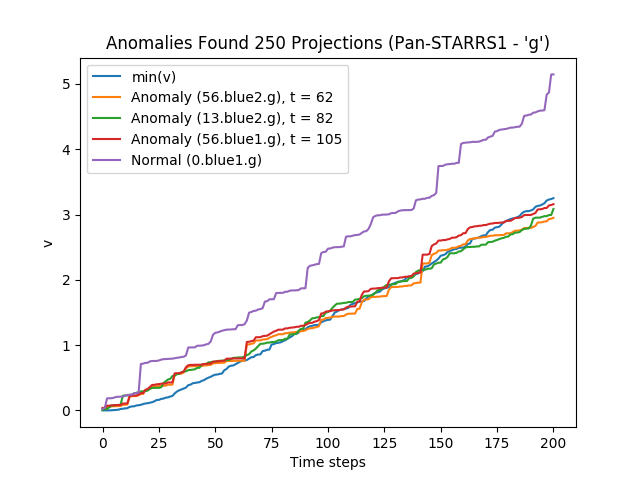 Anomalies Found 250 Projections (Pan-STARRS1 - 'g')
min(v)
Anomaly (56.blue2.g), t = 62
Anomaly (13.blue2.g), t = 82
Anomaly (56.blue1.g), t = 105
Normal (0.blue1.g)
5
4
3
2
1
0
v
0 25 50 75 100 125 150 175 200
Time steps